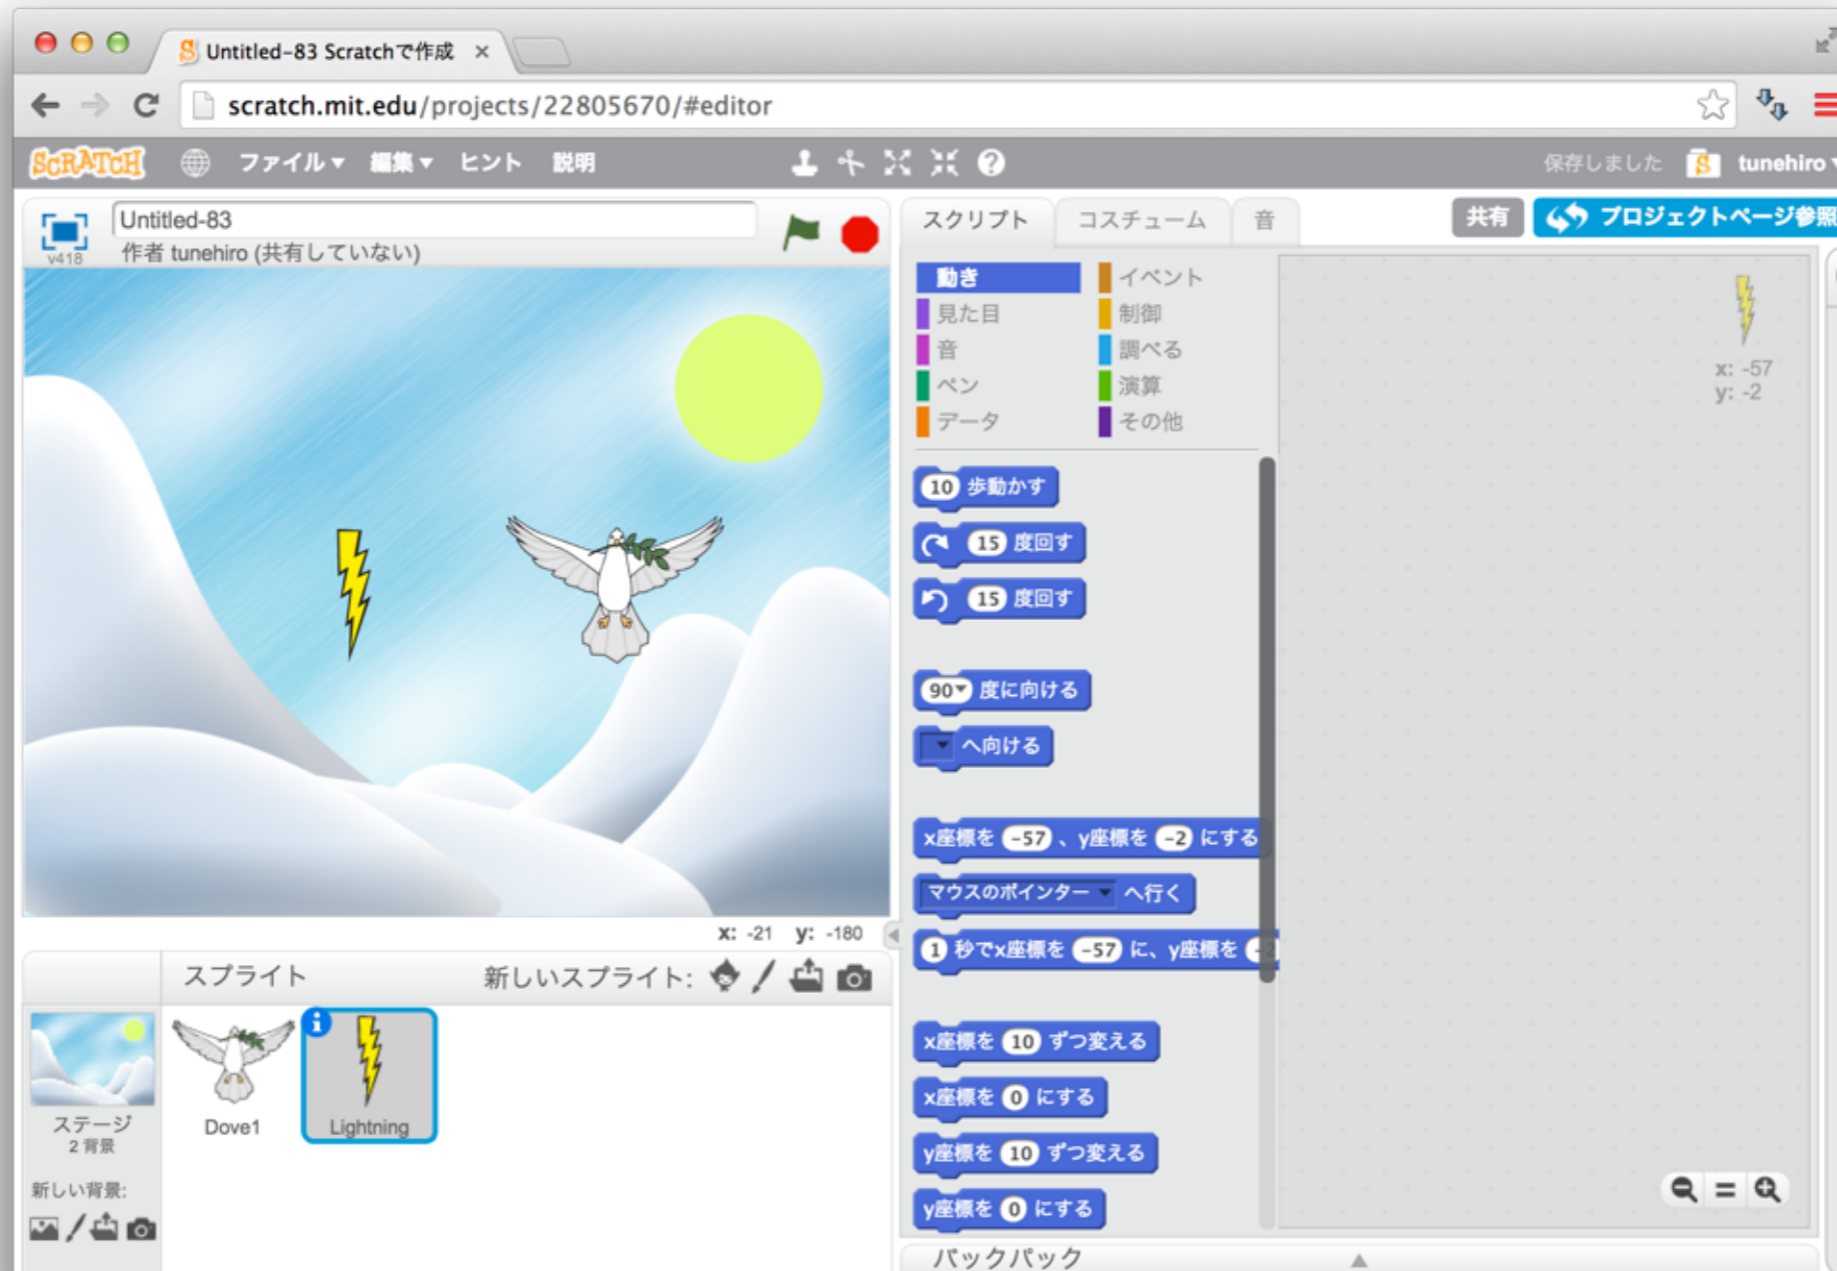 Untitled-83 Scratchで作成
scratch.mit.edu/projects/22805670/#editor
SCRATCH ファイル 編集 ヒント 説明 保存しました tunehiro
Untitled-83
v418 作者 tunehiro (共有していない)
スクリプト コスチューム 音 共有 プロジェクトページ参照
動き イベント
見た目 制御
音 調べる
ペン 演算
データ その他
x: -57
y: -2
10 歩動かす
15 度回す
15 度回す
90 度に向ける
へ向ける
x座標を -57 、y座標を -2 にする
マウスのポインター へ行く
1 秒でx座標を -57 に、y座標を -2
x座標を 10 ずつ変える
x座標を 0 にする
y座標を 10 ずつ変える
y座標を 0 にする
x: -21 y: -180
スプライト 新しいスプライト:
ステージ
2 背景
新しい背景:
Dove1
Lightning
バックパック